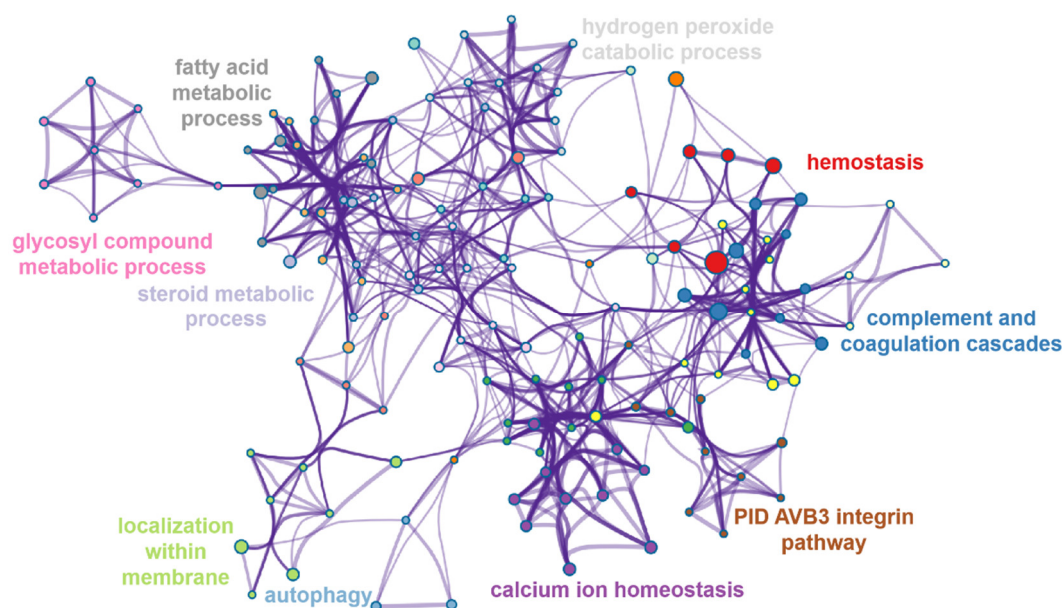 hydrogen peroxide
catabolic process
fatty acid
metabolic
process
hemostasis
glycosyl compound
metabolic process
steroid metabolic
process
complement and
coagulation cascades
PID AVB3 integrin
pathway
localization
within
membrane
autophagy
calcium ion homeostasis